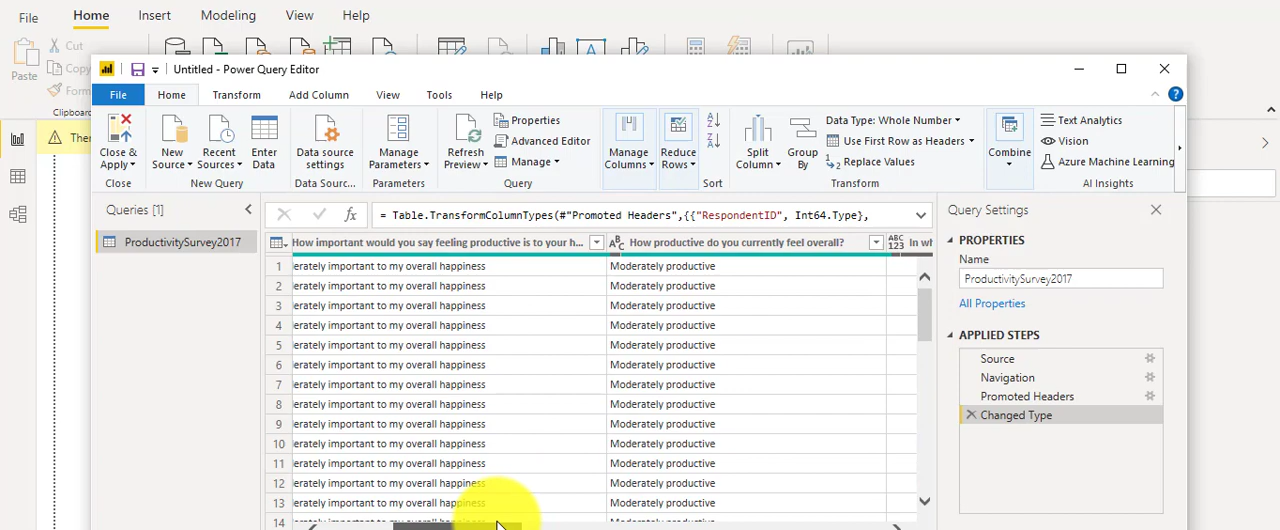 File Home Insert Modeling View Help
Cut
Copy
Form
Paste
Clipboard
Ther
Untitled - Power Query Editor
File Home Transform Add Column View Tools Help
Close & Apply
New Source
Recent Sources
Enter Data
Data source settings
Manage Parameters
Refresh Preview
Properties
Advanced Editor
Manage
Manage Columns
Reduce Rows
Split Column
Group By
Data Type: Whole Number
Use First Row as Headers
Replace Values
Combine
Text Analytics
Vision
Azure Machine Learning
Close New Query Data Sourc... Parameters Query Sort Transform AI Insights
Queries [1]
ProductivitySurvey2017
= Table.TransformColumnTypes(#"Promoted Headers",{{"RespondentID", Int64.Type},
How important would you say feeling productive is to your h... ABC How productive do you currently feel overall? ABC 123 In wh
1 erately important to my overall happiness Moderately productive
2 erately important to my overall happiness Moderately productive
3 erately important to my overall happiness Moderately productive
4 erately important to my overall happiness Moderately productive
5 erately important to my overall happiness Moderately productive
6 erately important to my overall happiness Moderately productive
7 erately important to my overall happiness Moderately productive
8 erately important to my overall happiness Moderately productive
9 erately important to my overall happiness Moderately productive
10 erately important to my overall happiness Moderately productive
11 erately important to my overall happiness Moderately productive
12 erately important to my overall happiness Moderately productive
13 erately important to my overall happiness Moderately productive
14
Query Settings
PROPERTIES
Name
ProductivitySurvey2017
All Properties
APPLIED STEPS
Source
Navigation
Promoted Headers
Changed Type